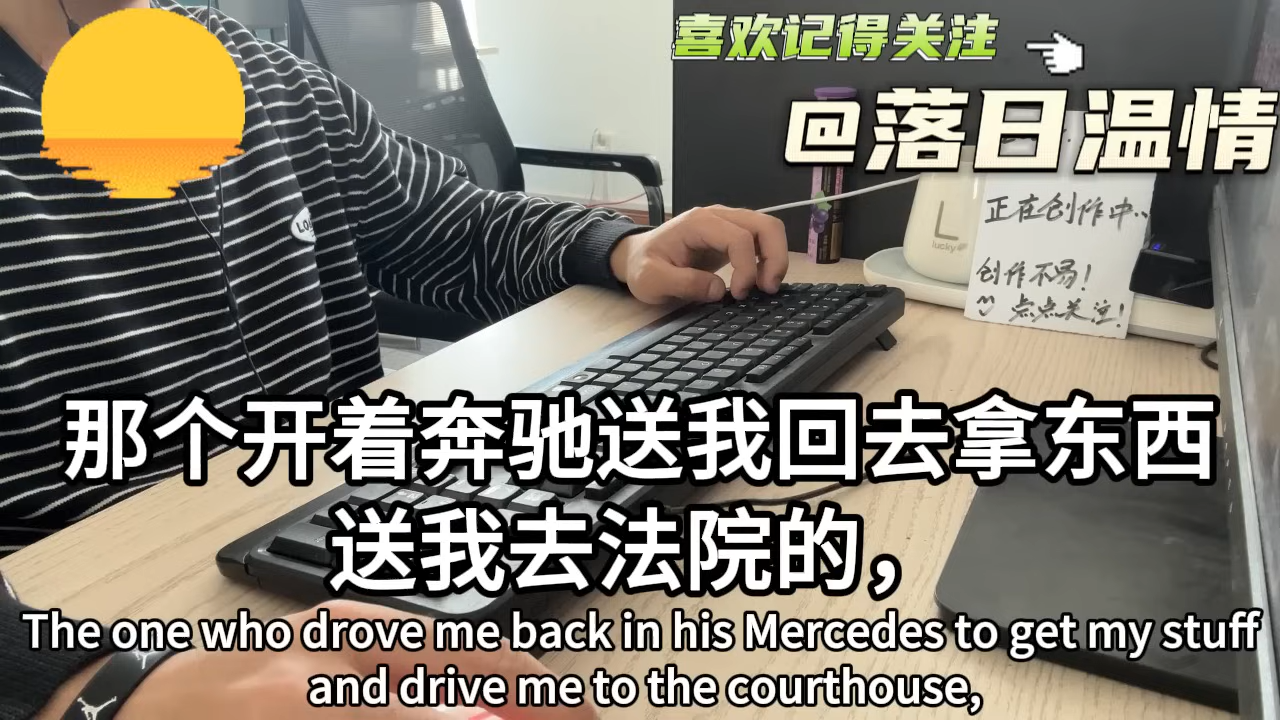 喜欢记得关注
@落日温情
正在创作中..
L
lucky
创作不易!
点点关注!
那个开着奔驰送我回去拿东西
送我去法院的，
The one who drove me back in his Mercedes to get my stuff
and drive me to the courthouse,